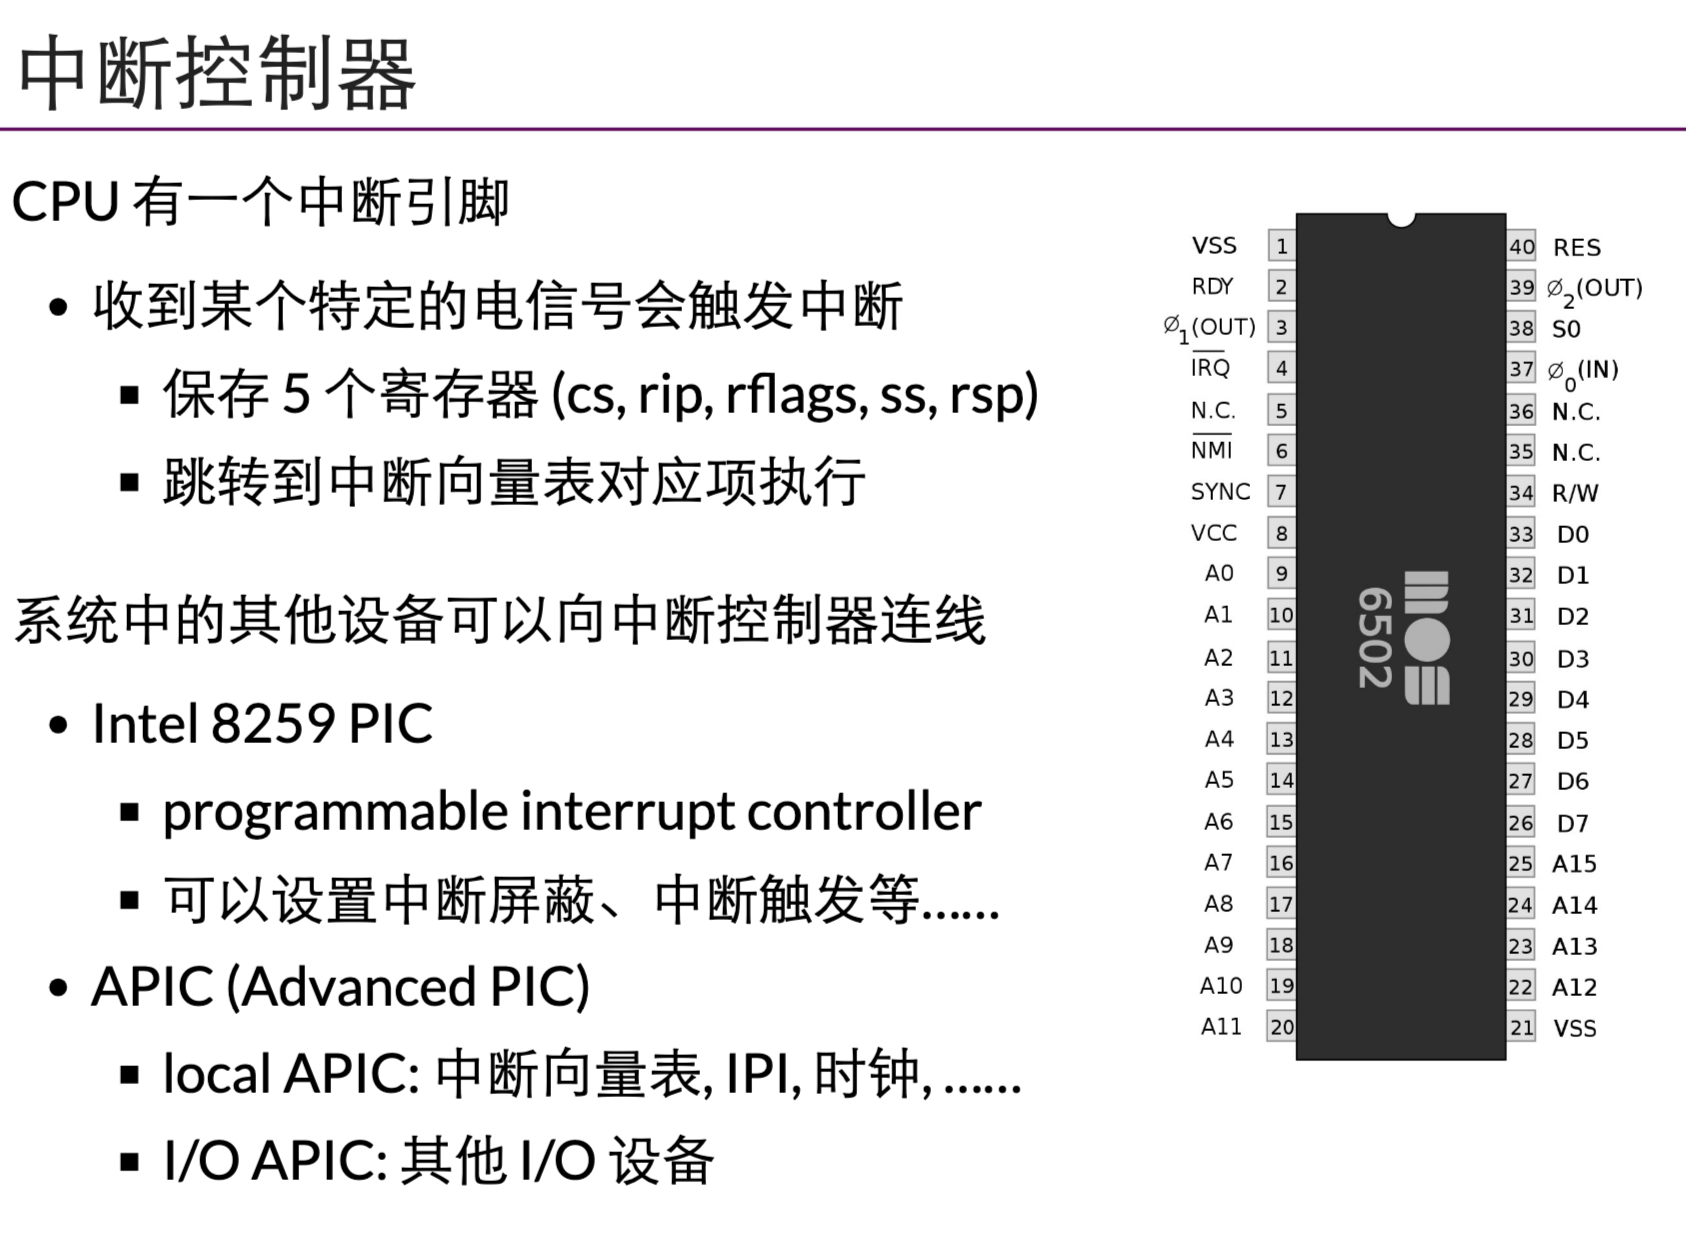 中断控制器
CPU 有一个中断引脚
• 收到某个特定的电信号会触发中断
▪ 保存 5 个寄存器 (cs, rip, rflags, ss, rsp)
▪ 跳转到中断向量表对应项执行
系统中的其他设备可以向中断控制器连线
• Intel 8259 PIC
▪ programmable interrupt controller
▪ 可以设置中断屏蔽、中断触发等……
• APIC (Advanced PIC)
▪ local APIC: 中断向量表, IPI, 时钟, ……
▪ I/O APIC: 其他 I/O 设备
VSS 1 40 RES
RDY 2 39 ∅₂(OUT)
∅₁(OUT) 3 38 S0
I̅R̅Q̅ 4 37 ∅₀(IN)
N.C. 5 36 N.C.
N̅M̅I̅ 6 35 N.C.
SYNC 7 34 R/W
VCC 8 33 D0
A0 9 32 D1
A1 10 31 D2
A2 11 30 D3
A3 12 29 D4
A4 13 28 D5
A5 14 27 D6
A6 15 26 D7
A7 16 25 A15
A8 17 24 A14
A9 18 23 A13
A10 19 22 A12
A11 20 21 VSS
mos
6502